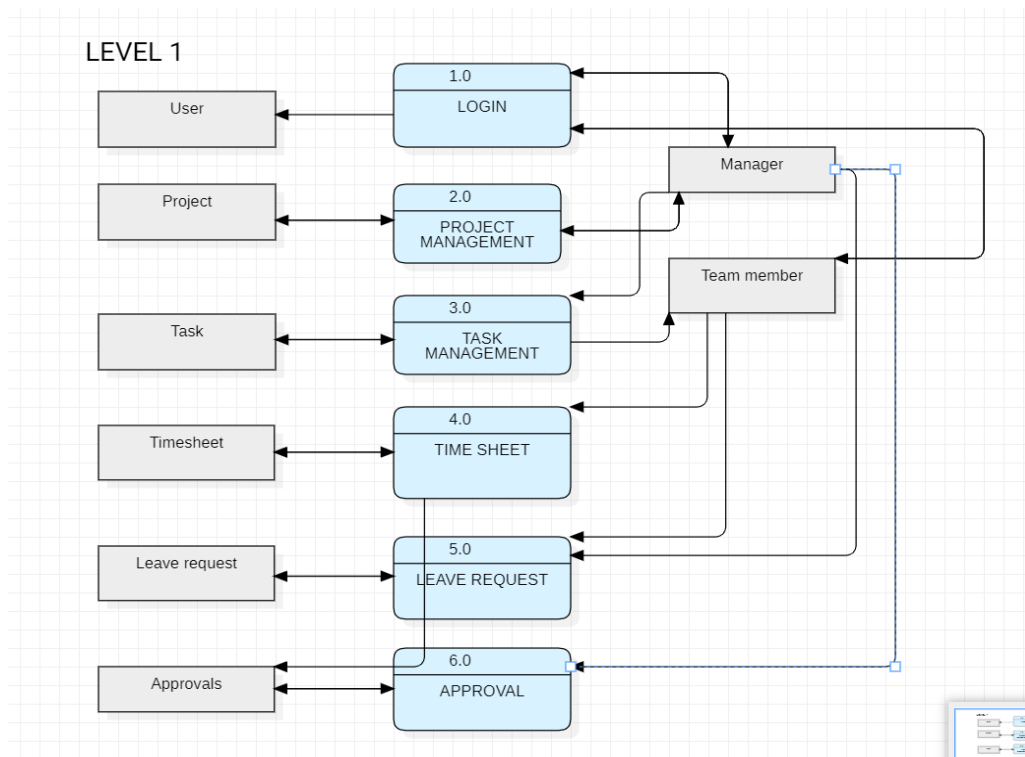 LEVEL 1
1.0
LOGIN
User
Manager
Project
2.0
PROJECT
MANAGEMENT
Team member
3.0
TASK
MANAGEMENT
Task
4.0
TIME SHEET
Timesheet
5.0
LEAVE REQUEST
Leave request
6.0
APPROVAL
Approvals